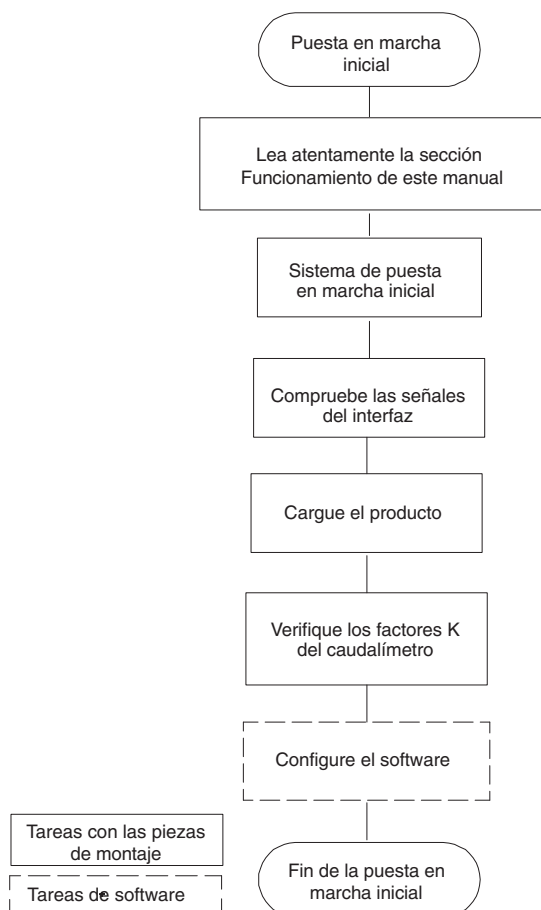 Puesta en marcha
inicial
Lea atentamente la sección
Funcionamiento de este manual
Sistema de puesta
en marcha inicial
Compruebe las señales
del interfaz
Cargue el producto
Verifique los factores K
del caudalímetro
Configure el software
Tareas con las piezas
de montaje
Tareas de software
Fin de la puesta en
marcha inicial